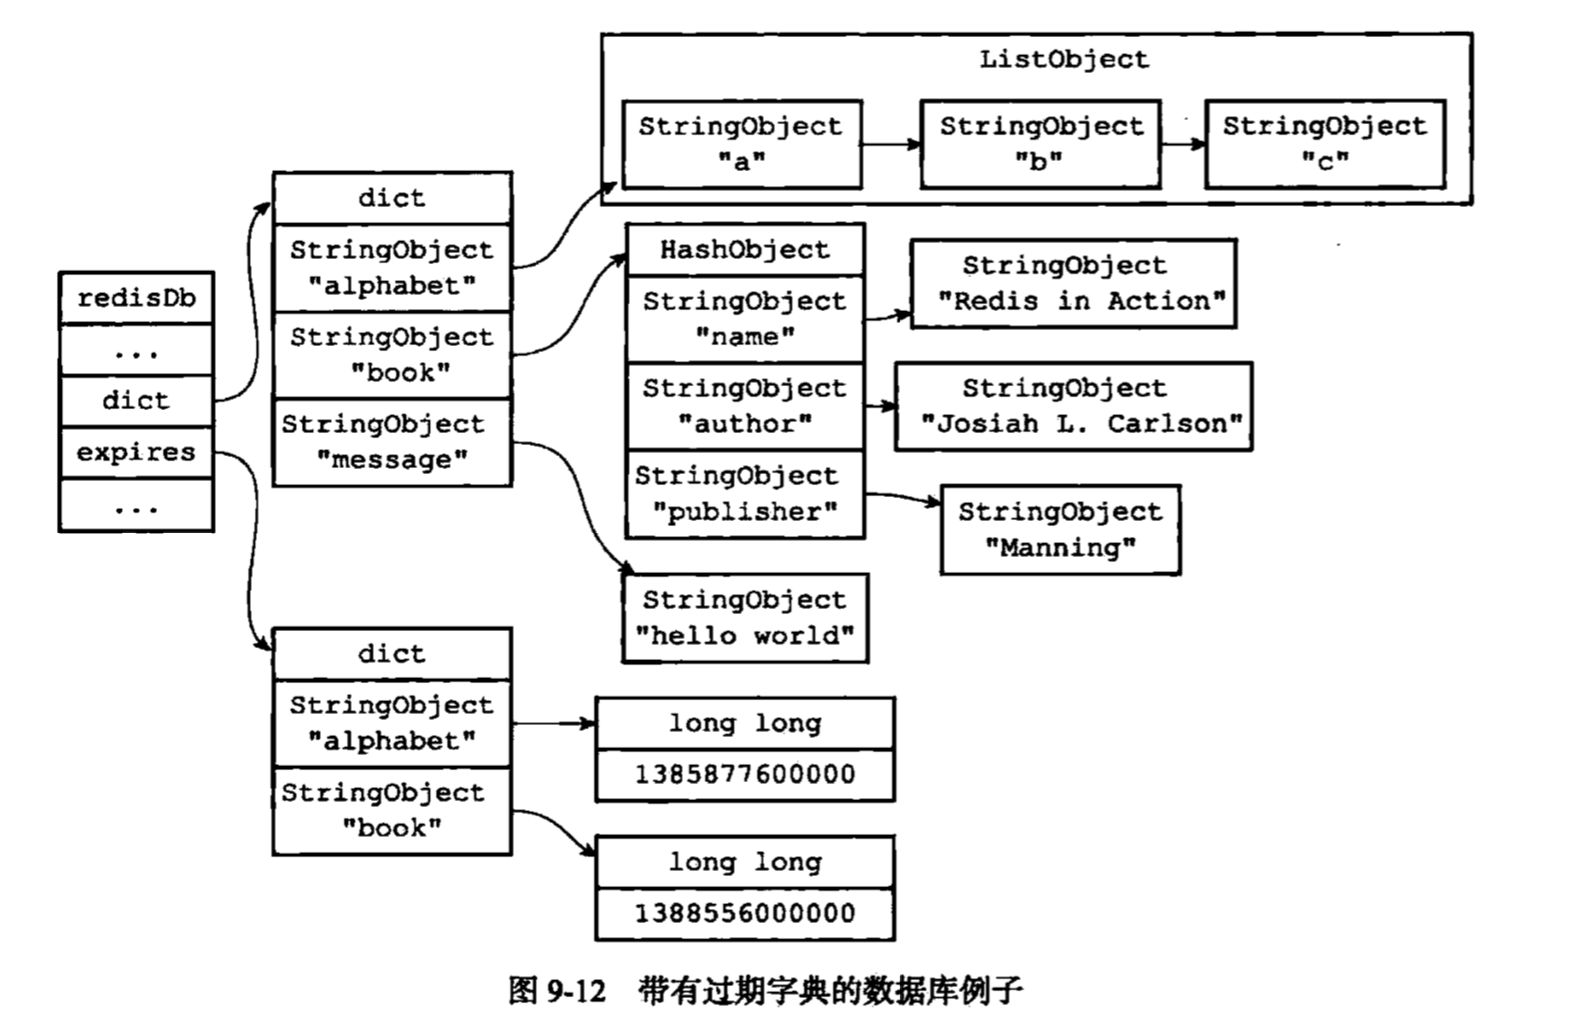 redisDb
...
dict
expires
...
dict
StringObject
"alphabet"
StringObject
"book"
StringObject
"message"
ListObject
StringObject
"a"
StringObject
"b"
StringObject
"c"
HashObject
StringObject
"name"
StringObject
"author"
StringObject
"publisher"
StringObject
"Redis in Action"
StringObject
"Josiah L. Carlson"
StringObject
"Manning"
StringObject
"hello world"
dict
StringObject
"alphabet"
StringObject
"book"
long long
1385877600000
long long
1388556000000
图 9-12 带有过期字典的数据库例子